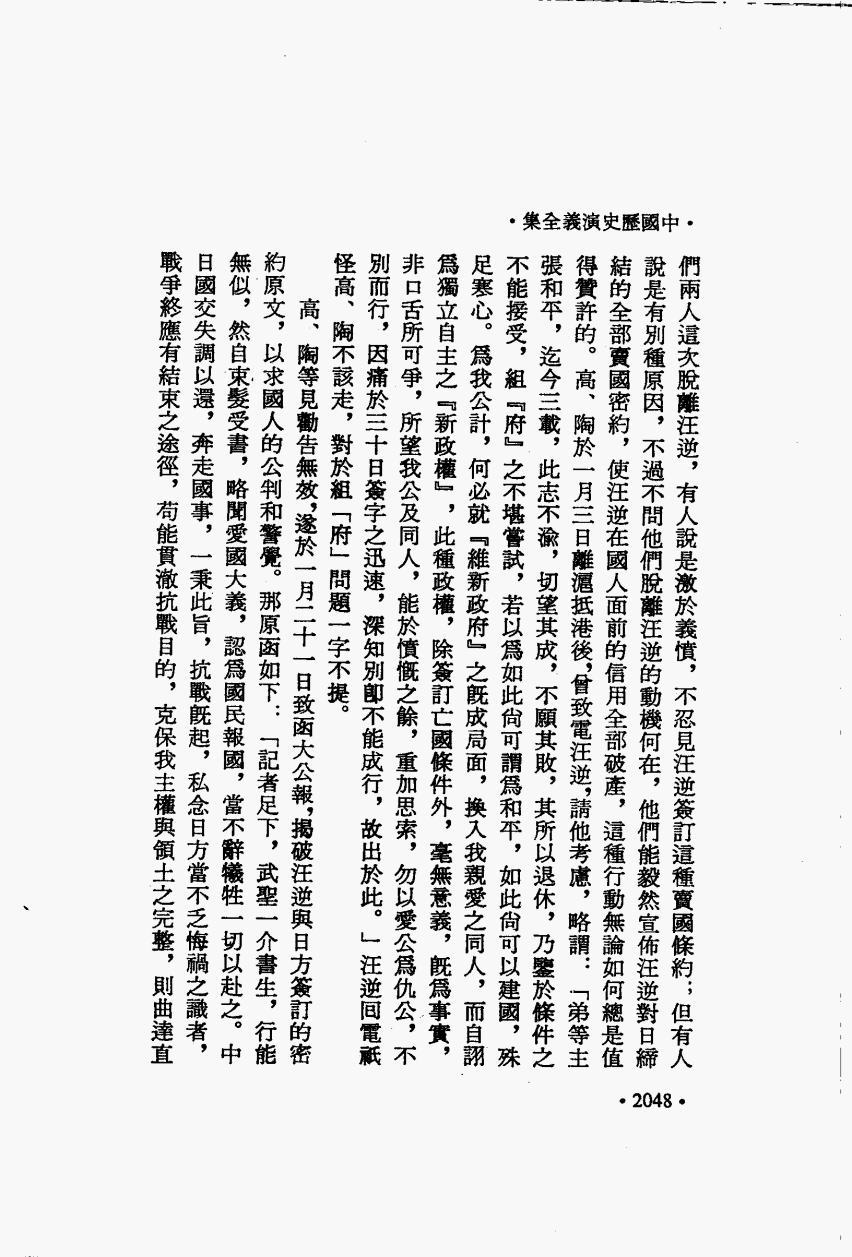 ·中國歷史演義全集·
們兩人這次脫離汪逆，有人說是激於義憤，不忍見汪逆簽訂這種賣國條約；但有人
說是有別種原因，不過不問他們脫離汪逆的動機何在，他們能毅然宣佈汪逆對日締
結的全部賣國密約，使汪逆在國人面前的信用全部破產，這種行動無論如何總是值
得贊許的。高、陶於一月三日離滬抵港後，曾致電汪逆，請他考慮，略謂：「弟等主
張和平，迄今三載，此志不渝，切望其成，不願其敗，其所以退休，乃鑒於條件之
不能接受，組『府』之不堪嘗試，若以爲如此尙可謂爲和平，如此尙可以建國，殊
足寒心。爲我公計，何必就『維新政府』之旣成局面，換入我親愛之同人，而自詡
爲獨立自主之『新政權』，此種政權，除簽訂亡國條件外，毫無意義，旣爲事實，
非口舌所可爭，所望我公及同人，能於憤慨之餘，重加思索，勿以愛公爲仇公，不
別而行，因痛於三十日簽字之迅速，深知別卽不能成行，故出於此。」汪逆回電祇
怪高、陶不該走，對於組「府」問題一字不提。
高、陶等見勸告無效，遂於一月二十一日致函大公報，揭破汪逆與日方簽訂的密
約原文，以求國人的公判和警覺。那原函如下：「記者足下，武聖一介書生，行能
無似，然自束髮受書，略聞愛國大義，認爲國民報國，當不辭犧牲一切以赴之。中
日國交失調以還，奔走國事，一秉此旨，抗戰旣起，私念日方當不乏悔禍之識者，
戰爭終應有結束之途徑，苟能貫澈抗戰目的，克保我主權與領土之完整，則曲達直
·2048·